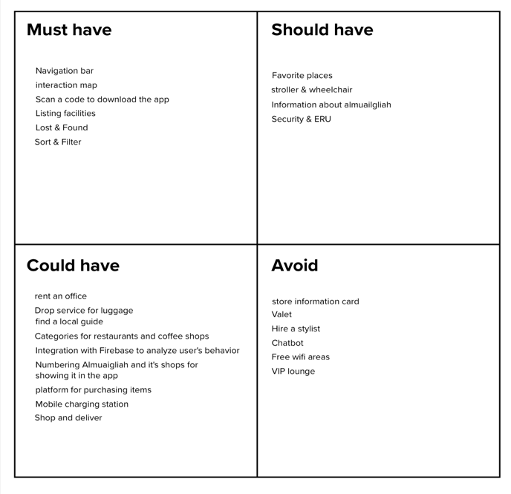 Must have
Navigation bar
interaction map
Scan a code to download the app
Listing facilities
Lost & Found
Sort & Filter
Should have
Favorite places
stroller & wheelchair
Information about almuailgliah
Security & ERU
Could have
rent an office
Drop service for luggage
find a local guide
Categories for restaurants and coffee shops
Integration with Firebase to analyze user's behavior
Numbering Almuaigliah and it's shops for
showing it in the app
platform for purchasing items
Mobile charging station
Shop and deliver
Avoid
store information card
Valet
Hire a stylist
Chatbot
Free wifi areas
VIP lounge